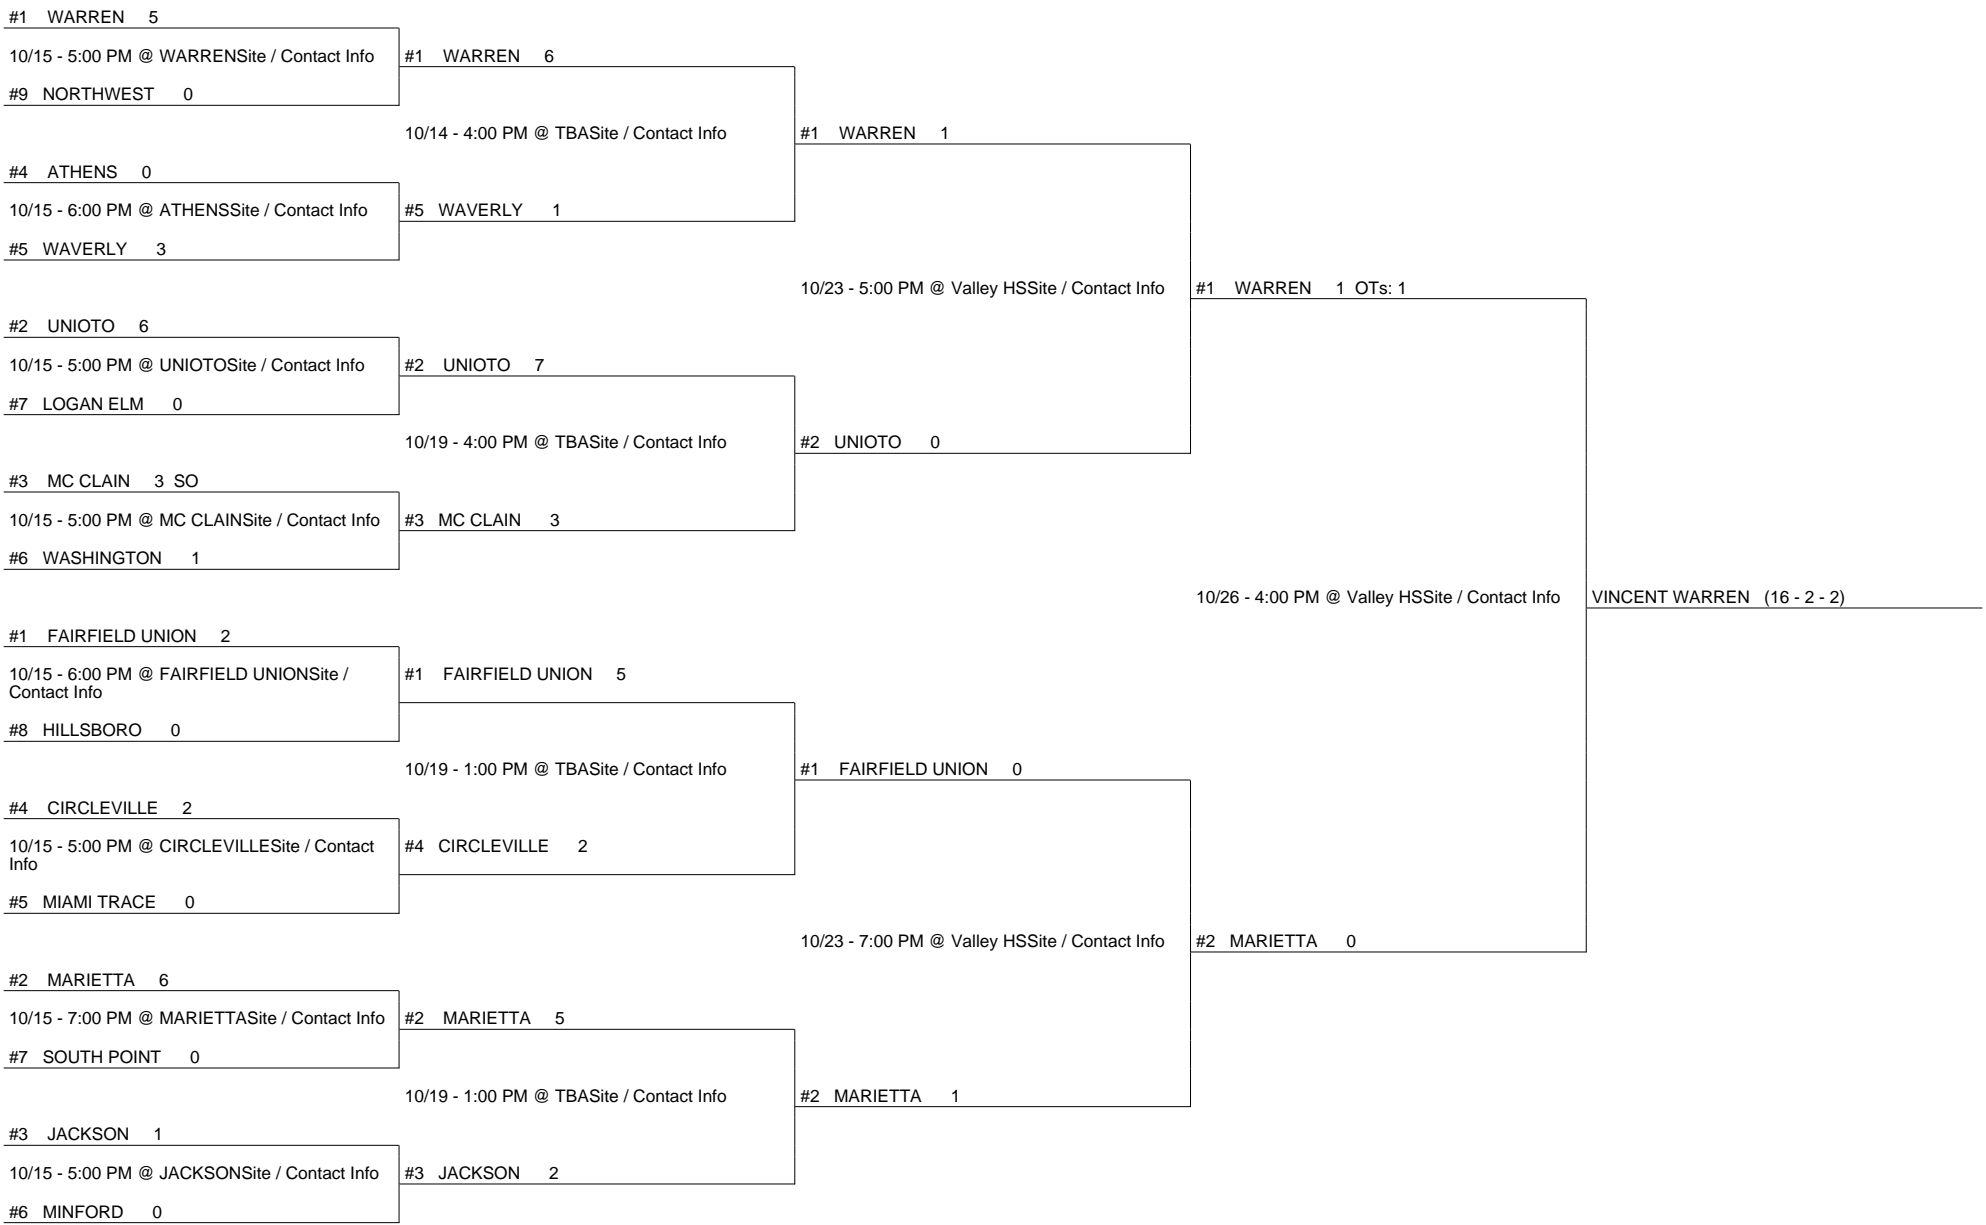 #1 WARREN 5
10/15 - 5:00 PM @ WARRENSite / Contact Info
#9 NORTHWEST 0
#4 ATHENS 0
10/15 - 6:00 PM @ ATHENSSite / Contact Info
#5 WAVERLY 3
#2 UNIOTO 6
10/15 - 5:00 PM @ UNIOTOSite / Contact Info
#7 LOGAN ELM 0
#3 MC CLAIN 3 SO
10/15 - 5:00 PM @ MC CLAINSite / Contact Info
#6 WASHINGTON 1
#1 FAIRFIELD UNION 2
10/15 - 6:00 PM @ FAIRFIELD UNIONSite /
Contact Info
#8 HILLSBORO 0
#4 CIRCLEVILLE 2
10/15 - 5:00 PM @ CIRCLEVILLESite / Contact
Info
#5 MIAMI TRACE 0
#2 MARIETTA 6
10/15 - 7:00 PM @ MARIETTASite / Contact Info
#7 SOUTH POINT 0
#3 JACKSON 1
10/15 - 5:00 PM @ JACKSONSite / Contact Info
#6 MINFORD 0
#1 WARREN 6
10/14 - 4:00 PM @ TBASite / Contact Info
#5 WAVERLY 1
#2 UNIOTO 7
10/19 - 4:00 PM @ TBASite / Contact Info
#3 MC CLAIN 3
#1 FAIRFIELD UNION 5
10/19 - 1:00 PM @ TBASite / Contact Info
#4 CIRCLEVILLE 2
#2 MARIETTA 5
10/19 - 1:00 PM @ TBASite / Contact Info
#3 JACKSON 2
#1 WARREN 1
10/23 - 5:00 PM @ Valley HSSite / Contact Info
#2 UNIOTO 0
#1 FAIRFIELD UNION 0
10/23 - 7:00 PM @ Valley HSSite / Contact Info
#2 MARIETTA 1
#1 WARREN 1 OTs: 1
10/26 - 4:00 PM @ Valley HSSite / Contact Info
#2 MARIETTA 0
VINCENT WARREN (16 - 2 - 2)